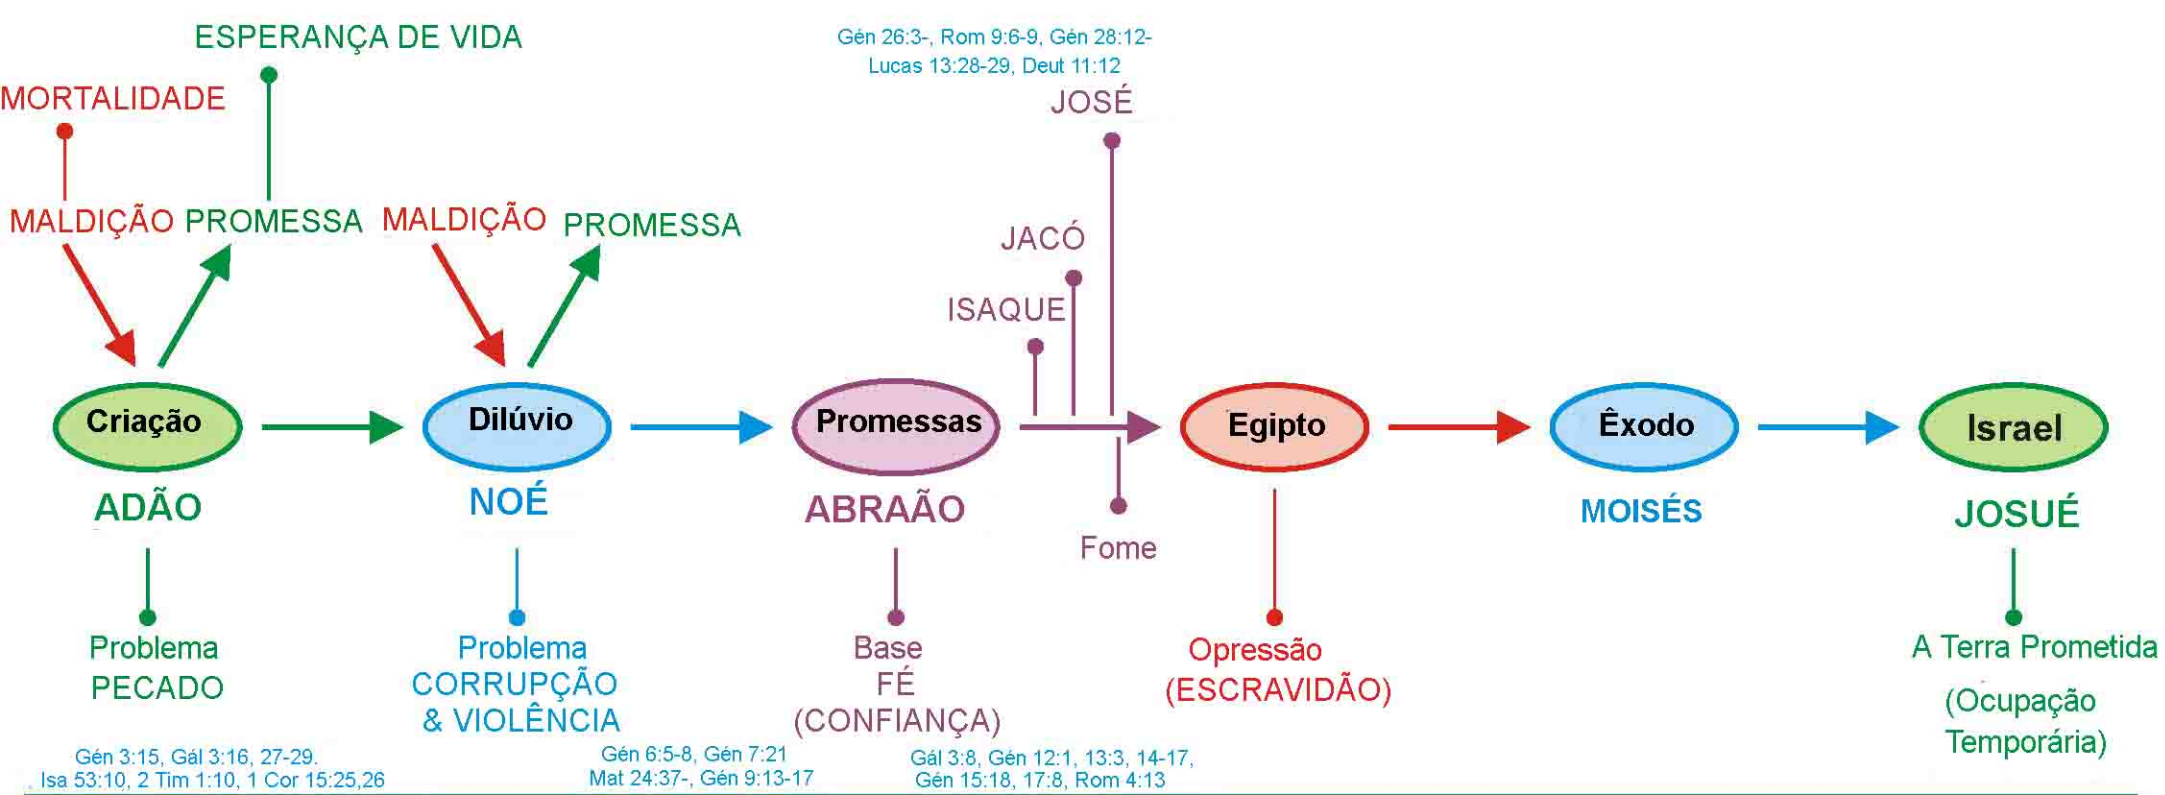 ESPERANÇA DE VIDA
Gén 26:3-, Rom 9:6-9, Gén 28:12-
Lucas 13:28-29, Deut 11:12
MORTALIDADE
JOSÉ
MALDIÇÃO
PROMESSA
MALDIÇÃO
PROMESSA
JACÓ
ISAQUE
Criação
Dilúvio
Promessas
Egipto
Êxodo
Israel
ADÃO
NOÉ
ABRAÃO
MOISÉS
JOSUÉ
Fome
Problema
PECADO
Problema
CORRUPÇÃO
& VIOLÊNCIA
Base
FÉ
(CONFIANÇA)
Opressão
(ESCRAVIDÃO)
A Terra Prometida
(Ocupação
Temporária)
Gén 3:15, Gál 3:16, 27-29.
Isa 53:10, 2 Tim 1:10, 1 Cor 15:25,26
Gén 6:5-8, Gén 7:21
Mat 24:37-, Gén 9:13-17
Gál 3:8, Gén 12:1, 13:3, 14-17,
Gén 15:18, 17:8, Rom 4:13